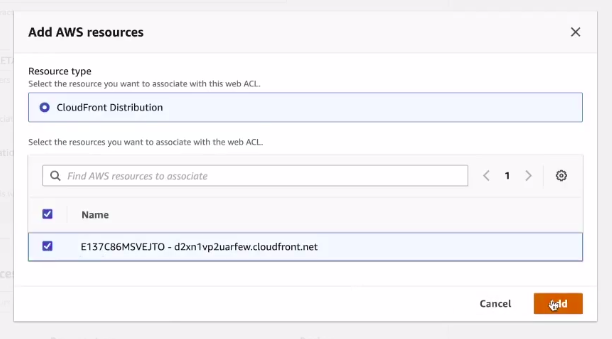 Add AWS resources
Resource type
Select the resource you want to associate with this web ACL.
CloudFront Distribution
Select the resources you want to associate with the web ACL.
Find AWS resources to associate
1
Name
E137C86MSVEJTO - d2xn1vp2uarfew.cloudfront.net
Cancel
Add